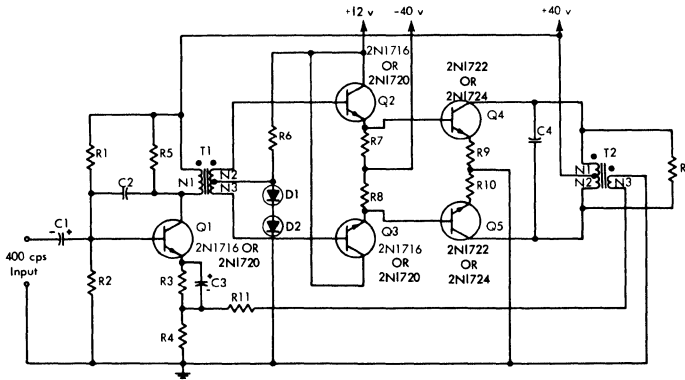 +12 v
-40v
+40v
2N1716
OR
2N1720
2N1722
OR
2N1724
Q2
Q4
R1
R5
T1
R6
R7
C4
T2
R9
C2
N1
N2
N3
D1
R8
R10
N1
N2
N3
R
C1
- +
Q1
D2
Q3
Q5
400 cps
Input
2N1716 OR
2N1720
2N1716
OR
2N1720
2N1722
OR
2N1724
R2
R3
+
C3
-
R11
R4